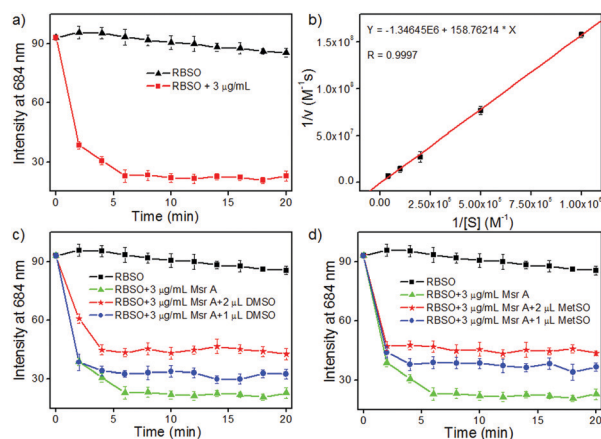 a)
Intensity at 684 nm
90
60
30
RBSO
RBSO + 3 µg/mL
0 5 10 15 20
Time (min)
b)
1/v (M⁻¹s)
1.5x10⁸
1.0x10⁸
5.0x10⁷
0.0
Y = -1.34645E6 + 158.76214 * X
R = 0.9997
0.00 2.50x10⁵ 5.00x10⁵ 7.50x10⁵ 1.00x10⁶
1/[S] (M⁻¹)
c)
Intensity at 684 nm
90
60
30
RBSO
RBSO+3 µg/mL Msr A
RBSO+3 µg/mL Msr A+2 µL DMSO
RBSO+3 µg/mL Msr A+1 µL DMSO
0 5 10 15 20
Time (min)
d)
Intensity at 684 nm
90
60
30
RBSO
RBSO+3 µg/mL Msr A
RBSO+3 µg/mL Msr A+2 µL MetSO
RBSO+3 µg/mL Msr A+1 µL MetSO
0 5 10 15 20
Time (min)